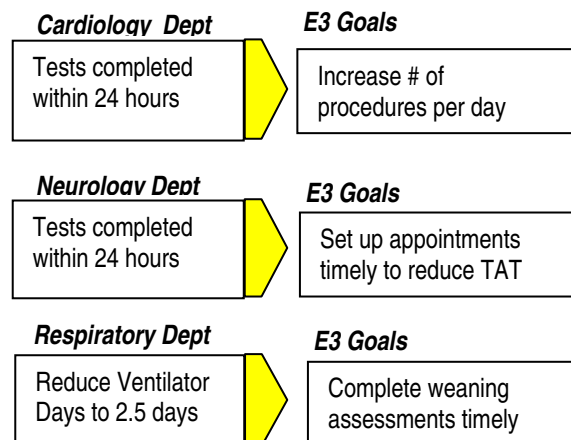 Cardiology Dept
E3 Goals
Tests completed
within 24 hours
Increase # of
procedures per day
Neurology Dept
E3 Goals
Tests completed
within 24 hours
Set up appointments
timely to reduce TAT
Respiratory Dept
E3 Goals
Reduce Ventilator
Days to 2.5 days
Complete weaning
assessments timely